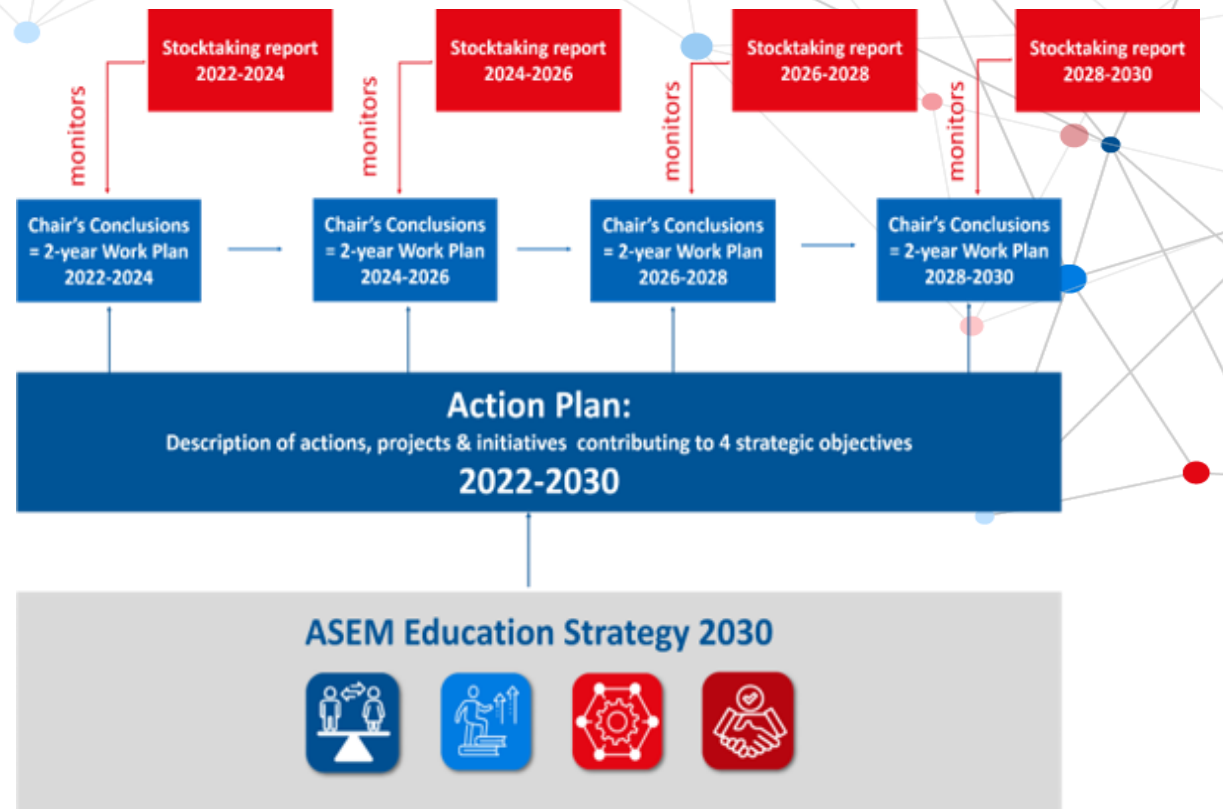 Stocktaking report
2022-2024
Stocktaking report
2024-2026
Stocktaking report
2026-2028
Stocktaking report
2028-2030
monitors
monitors
monitors
monitors
Chair's Conclusions
= 2-year Work Plan
2022-2024
Chair's Conclusions
= 2-year Work Plan
2024-2026
Chair's Conclusions
= 2-year Work Plan
2026-2028
Chair's Conclusions
= 2-year Work Plan
2028-2030
Action Plan:
Description of actions, projects & initiatives contributing to 4 strategic objectives
2022-2030
ASEM Education Strategy 2030